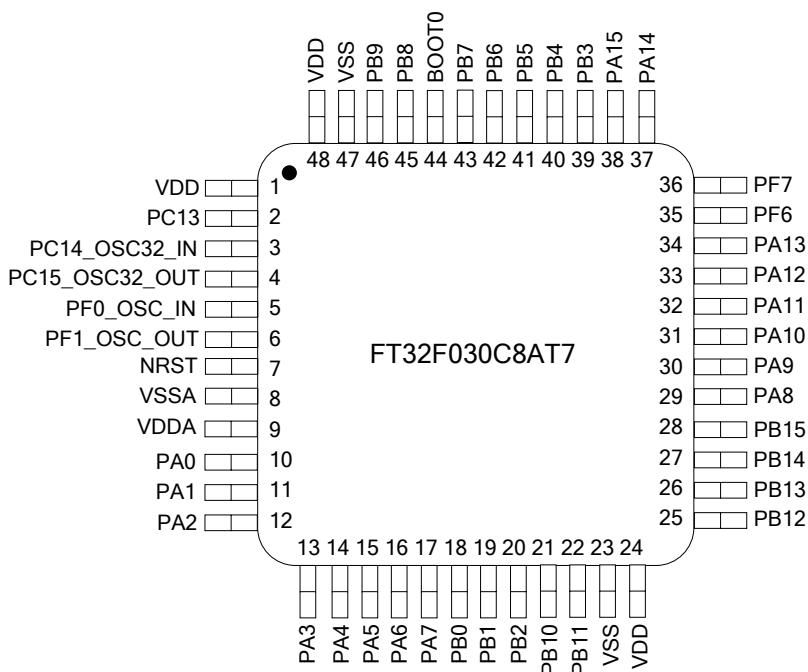 VDD VSS PB9 PB8 BOOT0 PB7 PB6 PB5 PB4 PB3 PA15 PA14
48 47 46 45 44 43 42 41 40 39 38 37
VDD 1
PC13 2
PC14_OSC32_IN 3
PC15_OSC32_OUT 4
PF0_OSC_IN 5
PF1_OSC_OUT 6
NRST 7
VSSA 8
VDDA 9
PA0 10
PA1 11
PA2 12
FT32F030C8AT7
36 PF7
35 PF6
34 PA13
33 PA12
32 PA11
31 PA10
30 PA9
29 PA8
28 PB15
27 PB14
26 PB13
25 PB12
13 14 15 16 17 18 19 20 21 22 23 24
PA3 PA4 PA5 PA6 PA7 PB0 PB1 PB2 PB10 PB11 VSS VDD